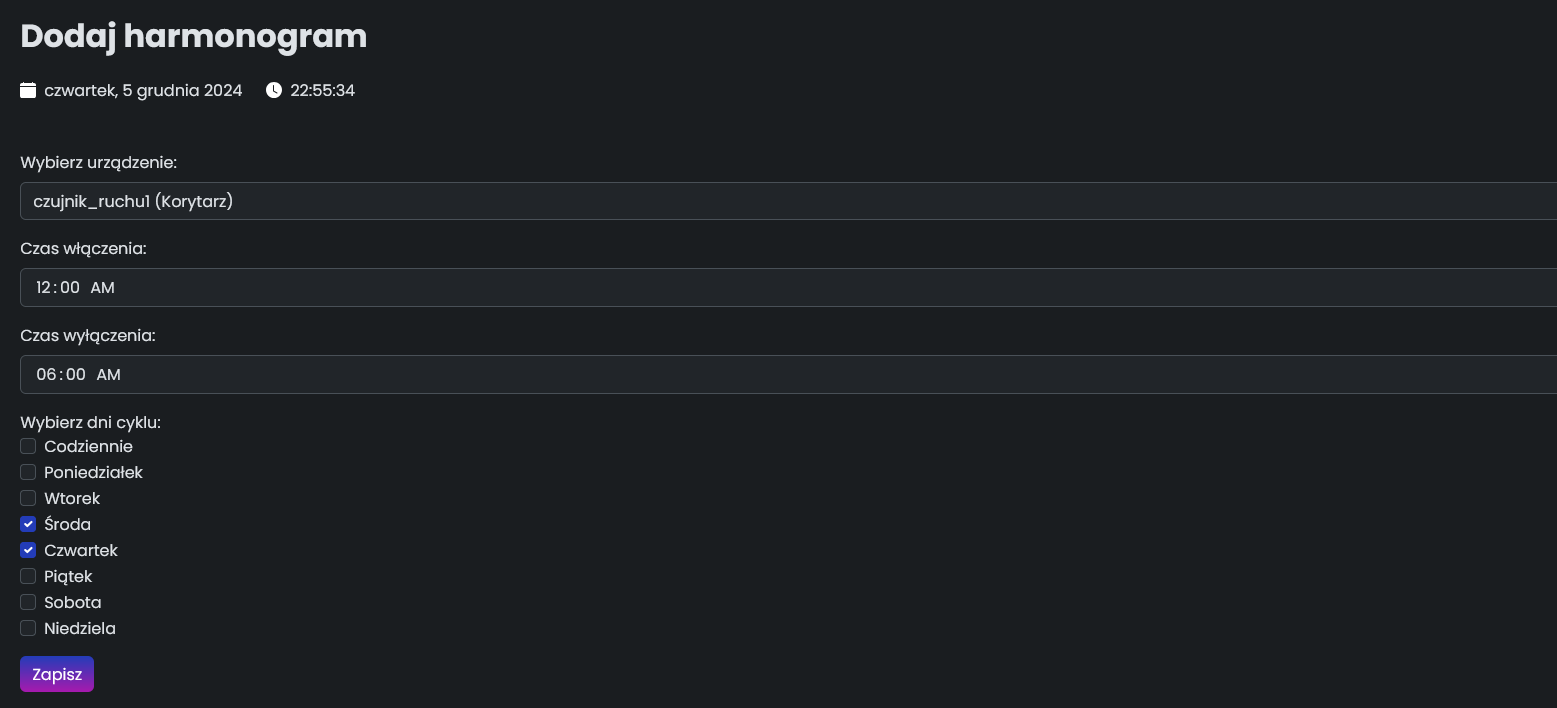 Dodaj harmonogram
czwartek, 5 grudnia 2024 22:55:34
Wybierz urządzenie:
czujnik_ruchu1 (Korytarz)
Czas włączenia:
12:00 AM
Czas wyłączenia:
06:00 AM
Wybierz dni cyklu:
Codziennie
Poniedziałek
Wtorek
Środa
Czwartek
Piątek
Sobota
Niedziela
Zapisz